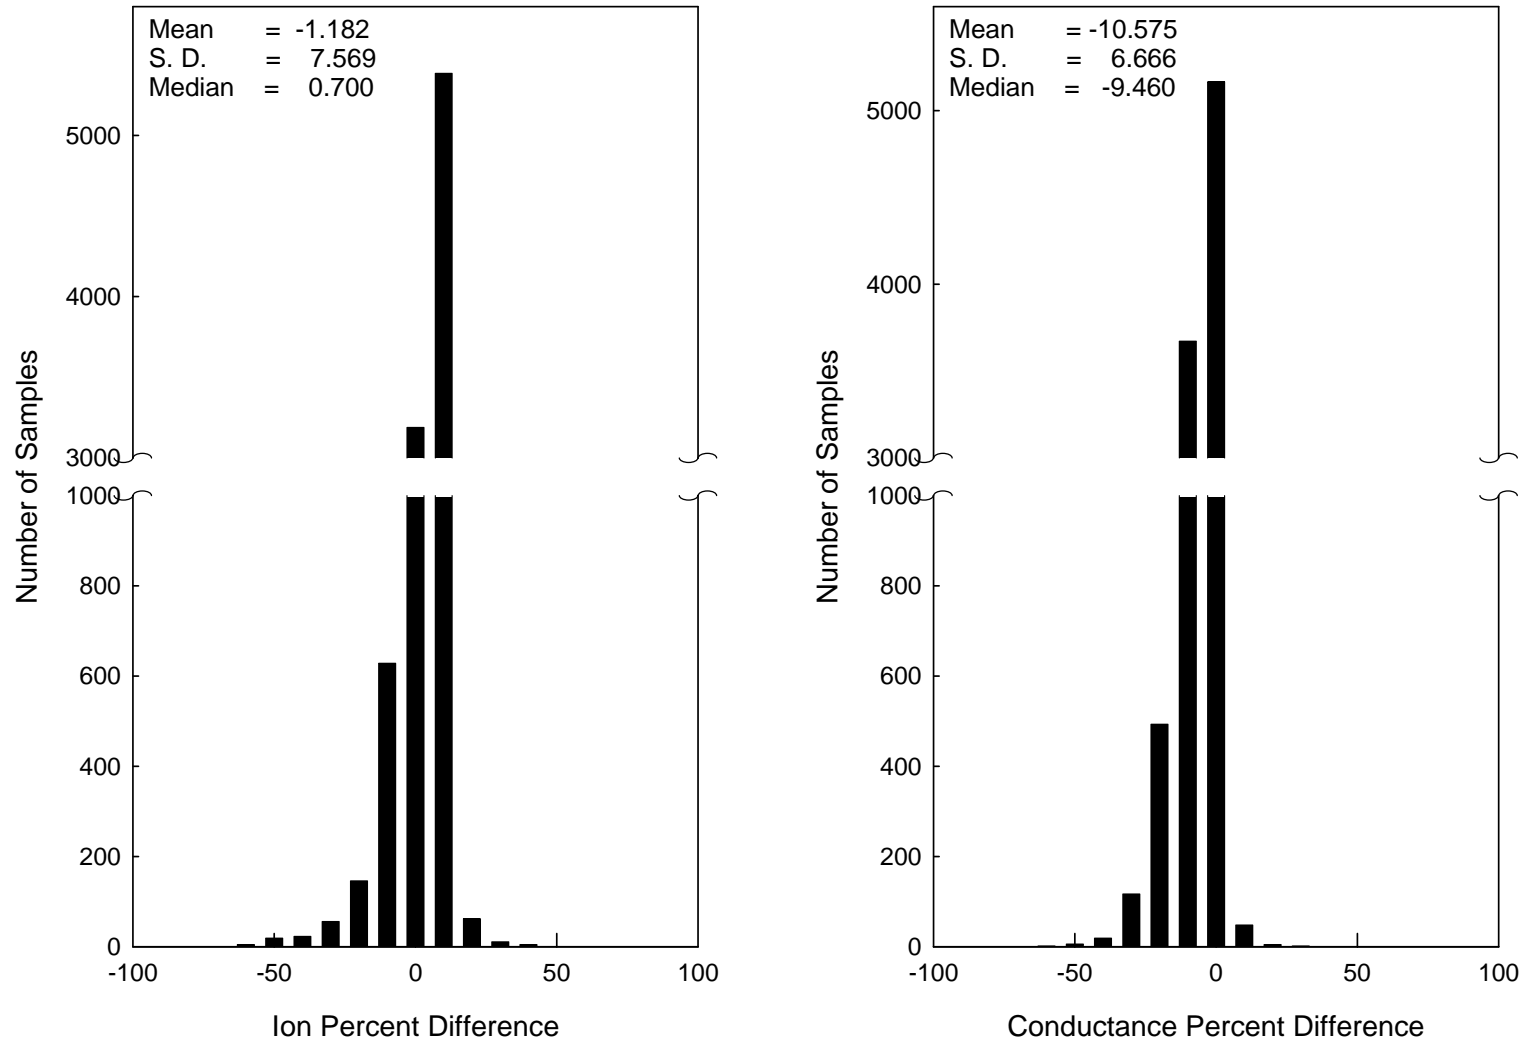 Mean = -1.182
S. D. = 7.569
Median = 0.700
5000
4000
3000
1000
800
600
400
200
0
-100 -50 0 50 100
Number of Samples
Ion Percent Difference
Mean = -10.575
S. D. = 6.666
Median = -9.460
5000
4000
3000
1000
800
600
400
200
0
-100 -50 0 50 100
Number of Samples
Conductance Percent Difference